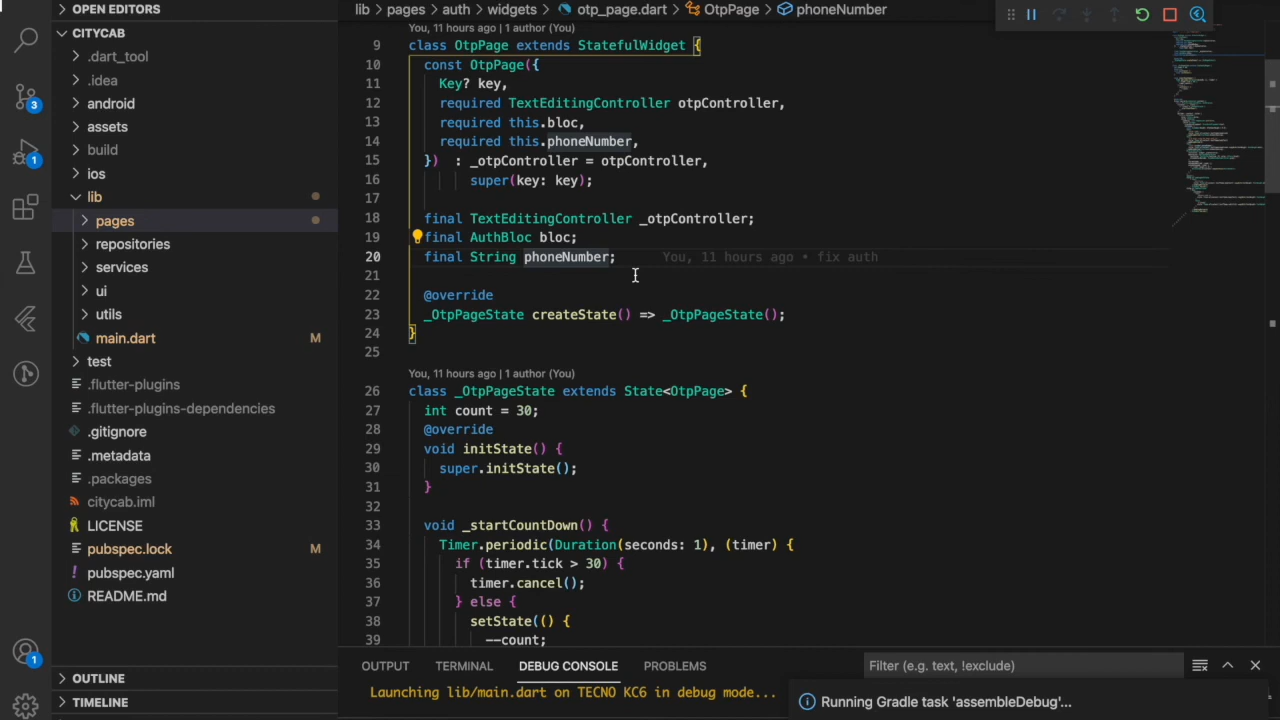 OPEN EDITORS
CITYCAB
.dart_tool
.idea
android
assets
build
ios
lib
pages
repositories
services
ui
utils
main.dart M
test
.flutter-plugins
.flutter-plugins-dependencies
.gitignore
.metadata
.packages
citycab.iml
LICENSE
pubspec.lock M
pubspec.yaml
README.md
OUTLINE
TIMELINE
3
1
1
lib > pages > auth > widgets > otp_page.dart > OtpPage > phoneNumber
You, 11 hours ago | 1 author (You)
9 class OtpPage extends StatefulWidget {
10 const OtpPage({
11 Key? key,
12 required TextEditingController otpController,
13 required this.bloc,
14 required this.phoneNumber,
15 }) : _otpController = otpController,
16 super(key: key);
17
18 final TextEditingController _otpController;
19 final AuthBloc bloc;
20 final String phoneNumber; You, 11 hours ago • fix auth
21
22 @override
23 _OtpPageState createState() => _OtpPageState();
24 }
25
You, 11 hours ago | 1 author (You)
26 class _OtpPageState extends State<OtpPage> {
27 int count = 30;
28 @override
29 void initState() {
30 super.initState();
31 }
32
33 void _startCountDown() {
34 Timer.periodic(Duration(seconds: 1), (timer) {
35 if (timer.tick > 30) {
36 timer.cancel();
37 } else {
38 setState(() {
39 --count;
OUTPUT TERMINAL DEBUG CONSOLE PROBLEMS Filter (e.g. text, !exclude)
Launching lib/main.dart on TECNO KC6 in debug mode...
Running Gradle task 'assembleDebug'...